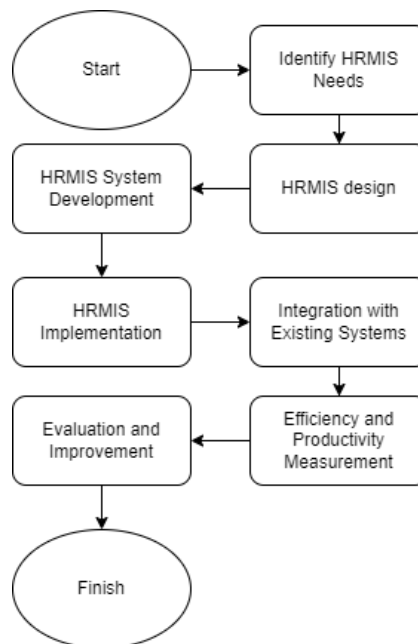 Start
Identify HRMIS
Needs
HRMIS design
HRMIS System
Development
HRMIS
Implementation
Integration with
Existing Systems
Efficiency and
Productivity
Measurement
Evaluation and
Improvement
Finish